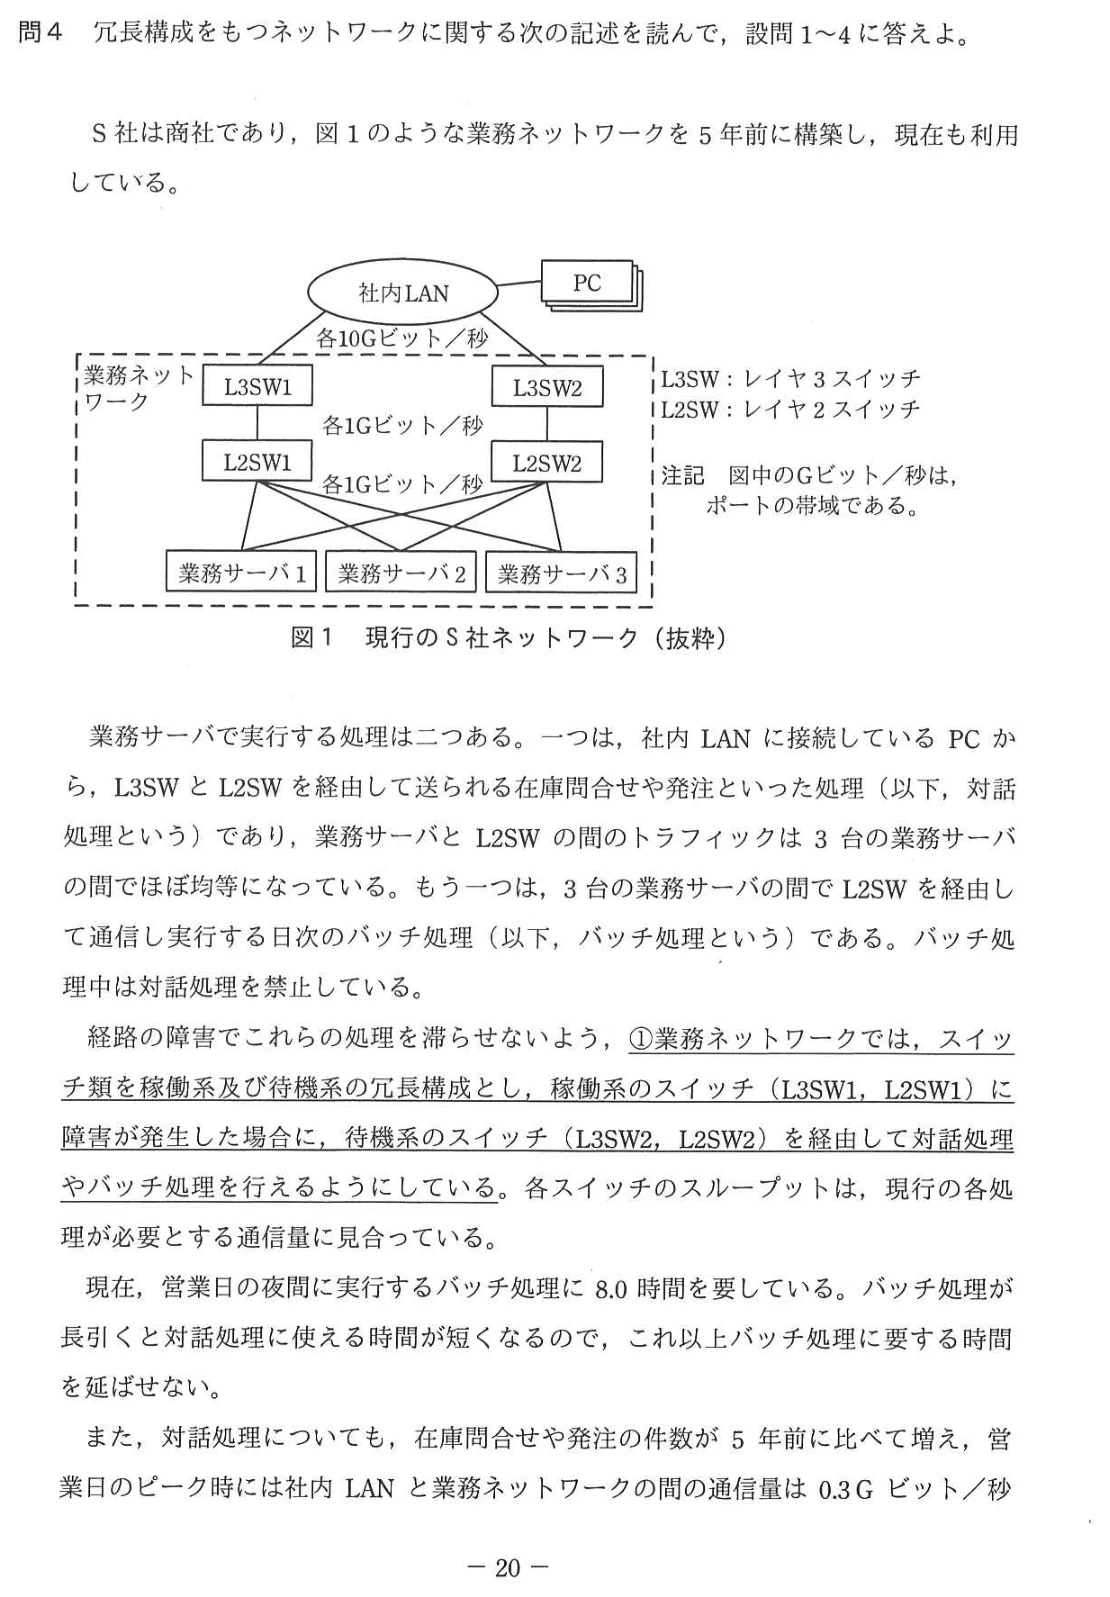 問4 冗長構成をもつネットワークに関する次の記述を読んで，設問1～4に答えよ。
S社は商社であり，図1のような業務ネットワークを5年前に構築し，現在も利用
している。
社内LAN
PC
各10Gビット／秒
業務ネット
ワーク
L3SW1
L3SW2
L3SW：レイヤ3スイッチ
L2SW：レイヤ2スイッチ
各1Gビット／秒
L2SW1
L2SW2
各1Gビット／秒
注記 図中のGビット／秒は，
ポートの帯域である。
業務サーバ1
業務サーバ2
業務サーバ3
図1 現行のS社ネットワーク（抜粋）
業務サーバで実行する処理は二つある。一つは，社内 LAN に接続している PC か
ら，L3SW と L2SW を経由して送られる在庫問合せや発注といった処理（以下，対話
処理という）であり，業務サーバと L2SW の間のトラフィックは 3 台の業務サーバ
の間でほぼ均等になっている。もう一つは，3 台の業務サーバの間で L2SW を経由し
て通信し実行する日次のバッチ処理（以下，バッチ処理という）である。バッチ処
理中は対話処理を禁止している。
経路の障害でこれらの処理を滞らせないよう，①業務ネットワークでは，スイッ
チ類を稼働系及び待機系の冗長構成とし，稼働系のスイッチ（L3SW1，L2SW1）に
障害が発生した場合に，待機系のスイッチ（L3SW2，L2SW2）を経由して対話処理
やバッチ処理を行えるようにしている。各スイッチのスループットは，現行の各処
理が必要とする通信量に見合っている。
現在，営業日の夜間に実行するバッチ処理に 8.0 時間を要している。バッチ処理が
長引くと対話処理に使える時間が短くなるので，これ以上バッチ処理に要する時間
を延ばせない。
また，対話処理についても，在庫問合せや発注の件数が 5 年前に比べて増え，営
業日のピーク時には社内 LAN と業務ネットワークの間の通信量は 0.3 G ビット／秒
－ 20 －